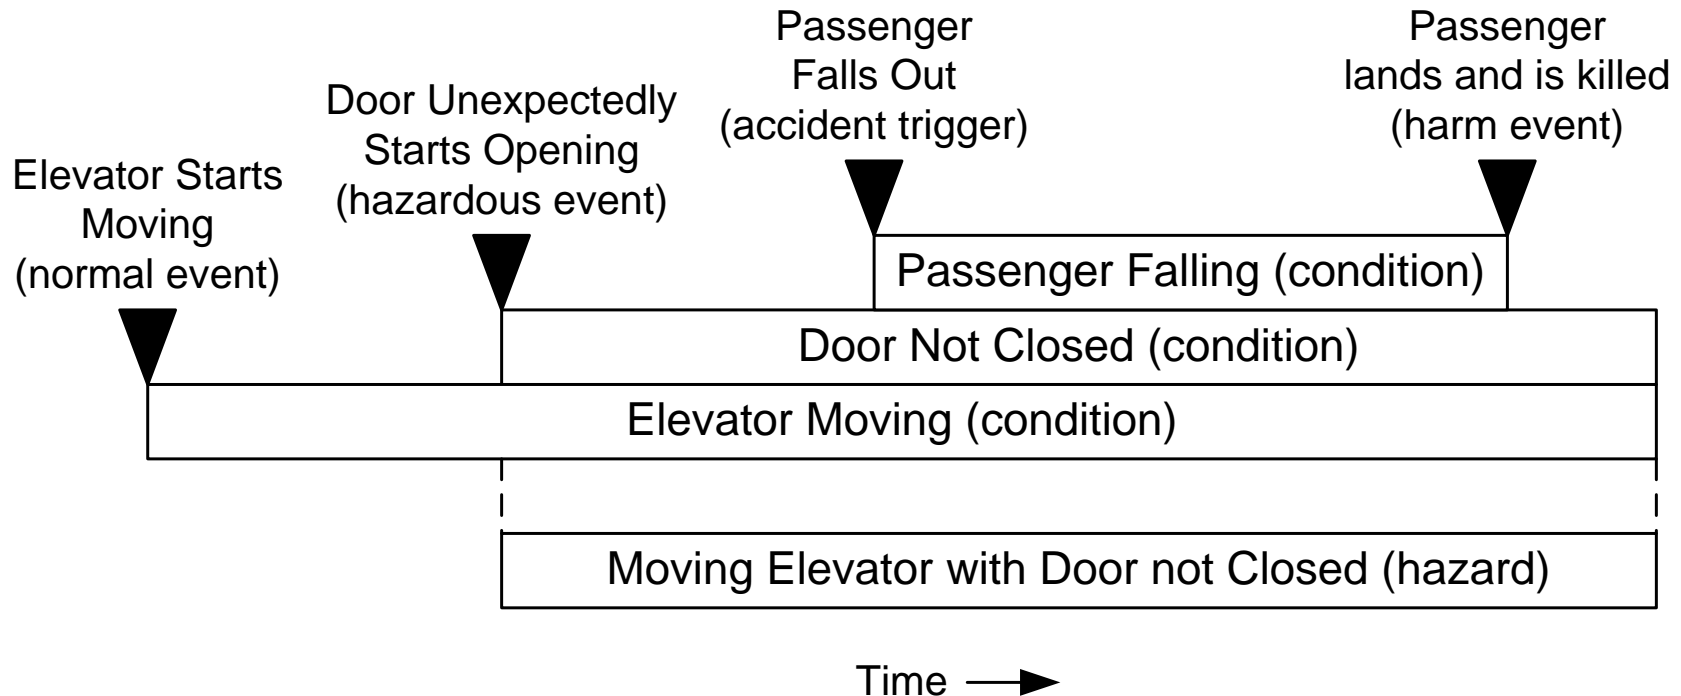 Elevator Starts
Moving
(normal event)
Door Unexpectedly
Starts Opening
(hazardous event)
Passenger
Falls Out
(accident trigger)
Passenger
lands and is killed
(harm event)
Passenger Falling (condition)
Door Not Closed (condition)
Elevator Moving (condition)
Moving Elevator with Door not Closed (hazard)
Time